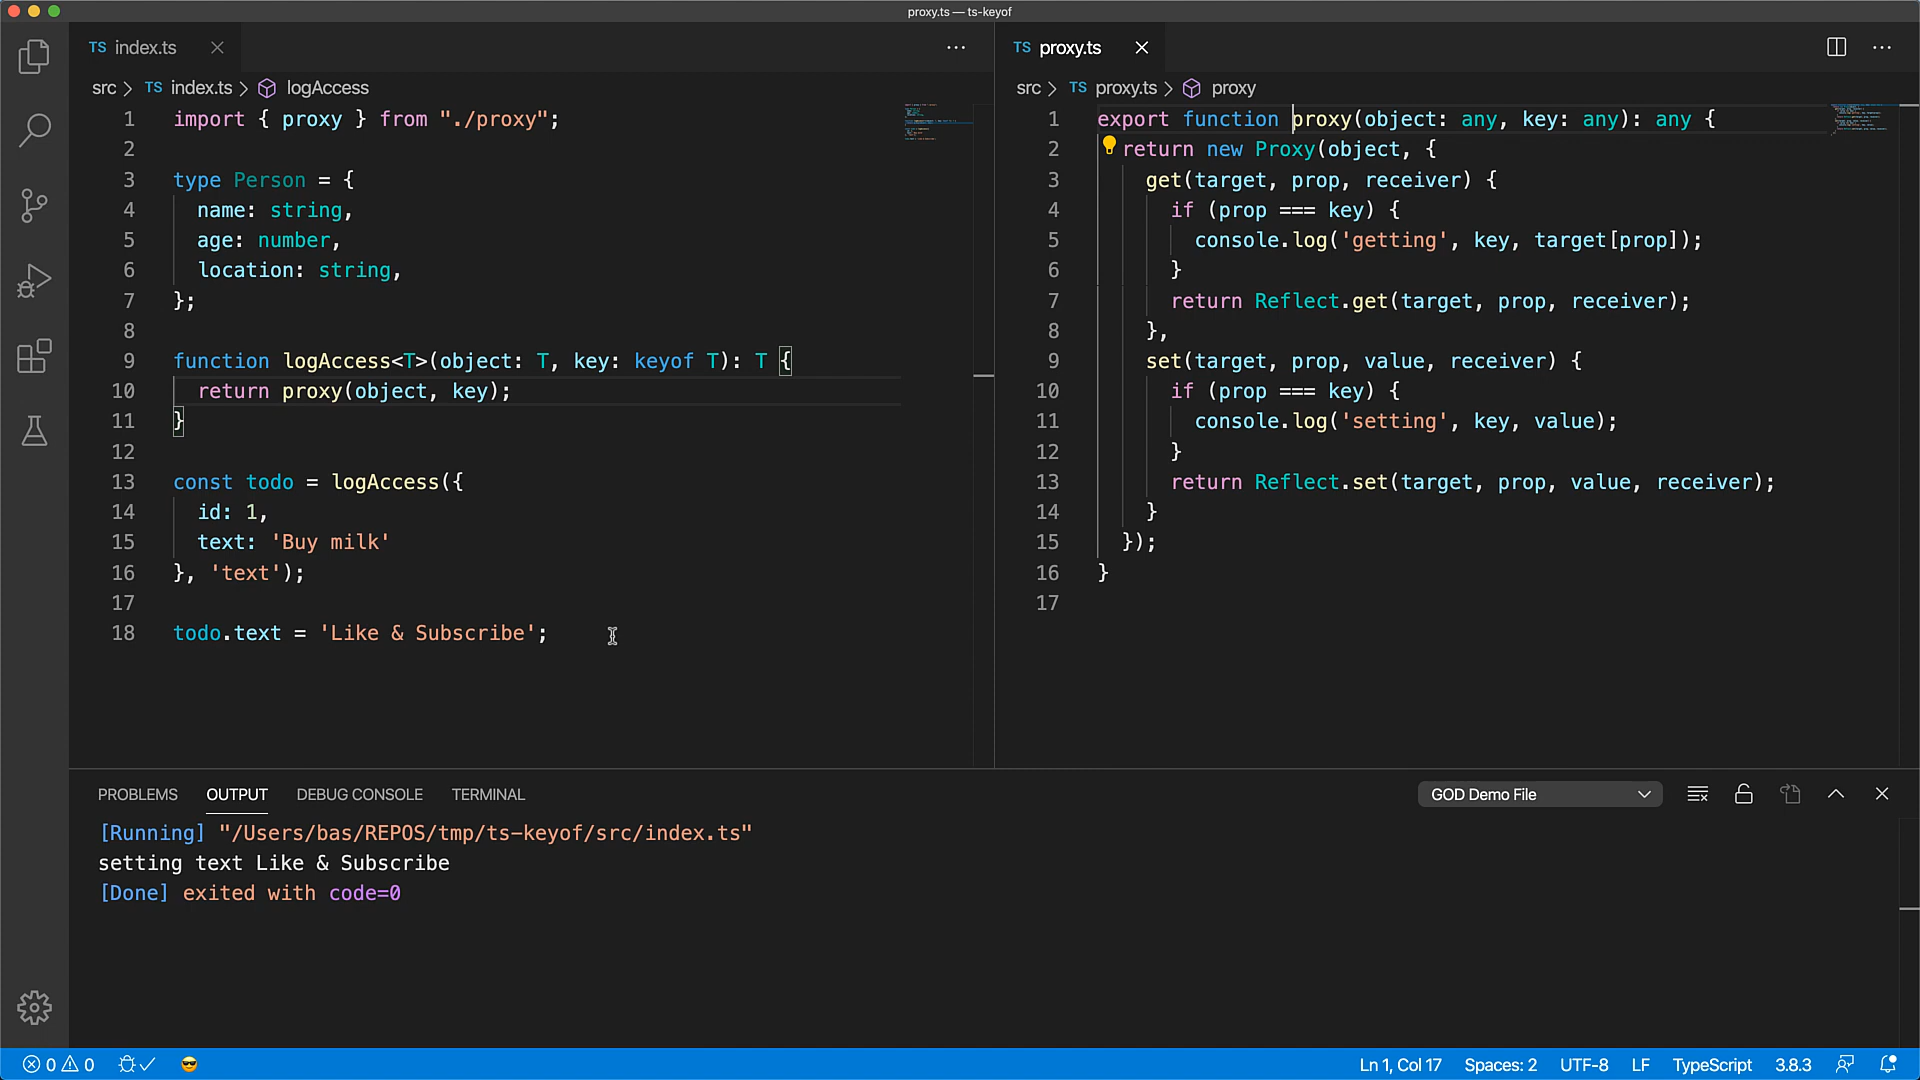 proxy.ts — ts-keyof
TS index.ts
src > TS index.ts > logAccess
1 import { proxy } from "./proxy";
2
3 type Person = {
4   name: string,
5   age: number,
6   location: string,
7 };
8
9 function logAccess<T>(object: T, key: keyof T): T {
10   return proxy(object, key);
11 }
12
13 const todo = logAccess({
14   id: 1,
15   text: 'Buy milk'
16 }, 'text');
17
18 todo.text = 'Like & Subscribe';
TS proxy.ts
src > TS proxy.ts > proxy
1 export function proxy(object: any, key: any): any {
2   return new Proxy(object, {
3     get(target, prop, receiver) {
4       if (prop === key) {
5         console.log('getting', key, target[prop]);
6       }
7       return Reflect.get(target, prop, receiver);
8     },
9     set(target, prop, value, receiver) {
10       if (prop === key) {
11         console.log('setting', key, value);
12       }
13       return Reflect.set(target, prop, value, receiver);
14     }
15   });
16 }
17
PROBLEMS OUTPUT DEBUG CONSOLE TERMINAL GOD Demo File
[Running] "/Users/bas/REPOS/tmp/ts-keyof/src/index.ts"
setting text Like & Subscribe
[Done] exited with code=0
0 0 Ln 1, Col 17 Spaces: 2 UTF-8 LF TypeScript 3.8.3